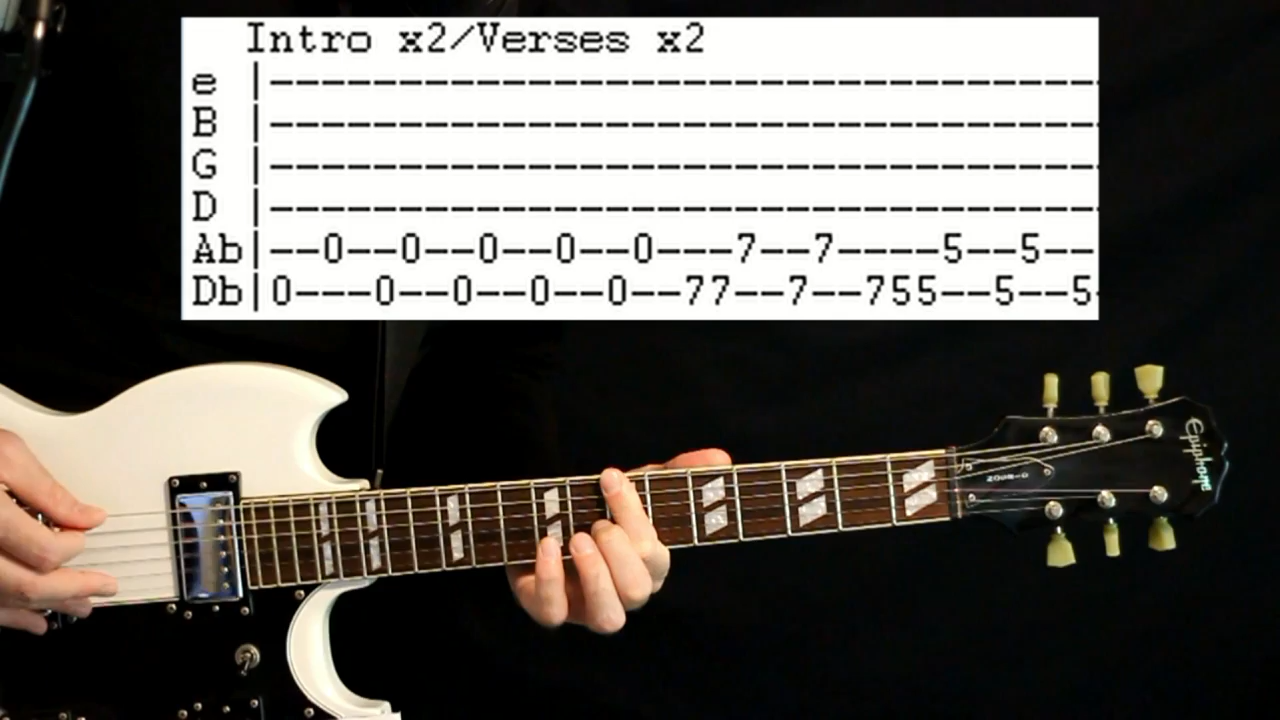 Intro x2/Verses x2
e |--------------------------------
B |--------------------------------
G |--------------------------------
D |--------------------------------
Ab|--0--0--0--0--0---7--7----5--5--
Db|0---0--0--0--0--77--7--755--5--5-
Epiphone